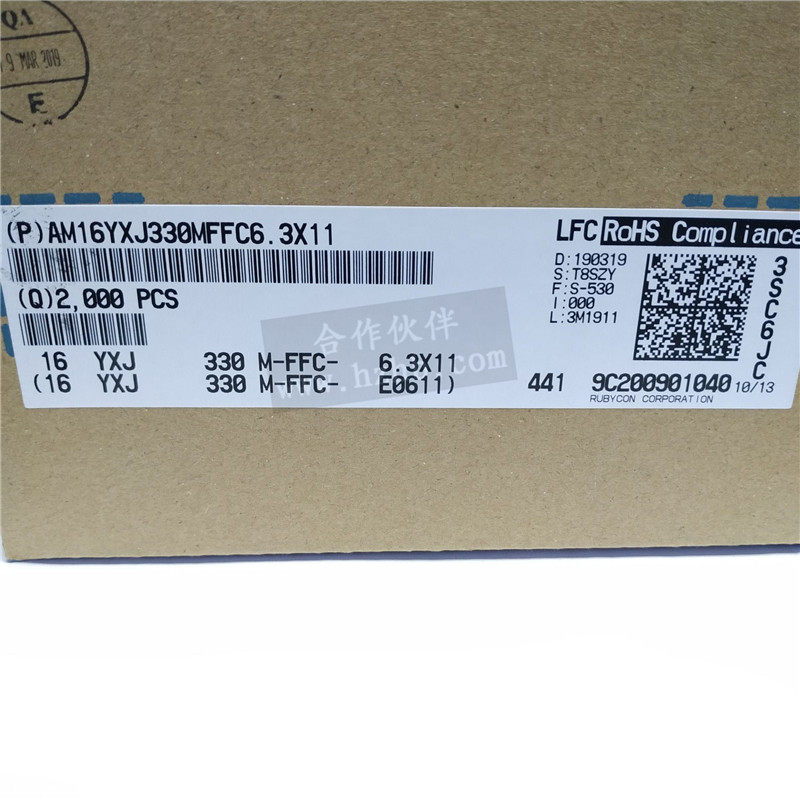 QA
9 MAR 2019
E
(P)AM16YXJ330MFFC6.3X11
(Q)2,000 PCS
16 YXJ 330 M-FFC- 6.3X11
(16 YXJ 330 M-FFC- E0611)
合作伙伴
LFC RoHS Compliance
D:190319
S:T8SZY
F:S-530
I:000
L:3M1911
3SC6JC
441 9C200901040 10/13
RUBYCON CORPORATION